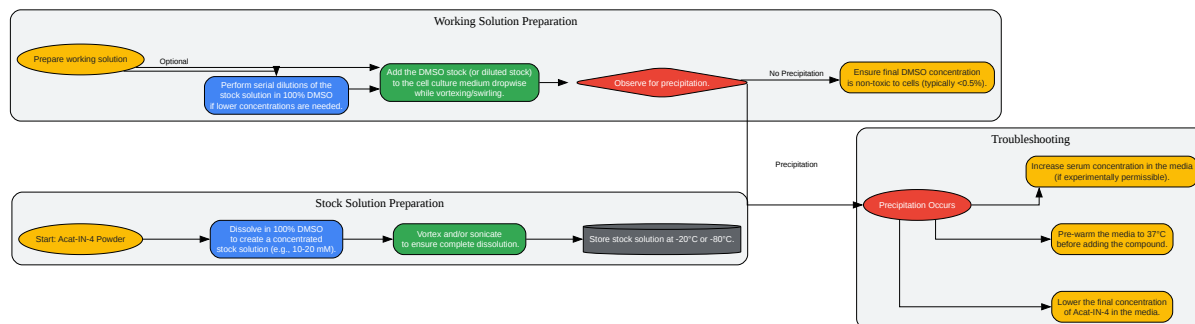 Working Solution Preparation
Prepare working solution
Optional
Perform serial dilutions of the
stock solution in 100% DMSO
if lower concentrations are needed.
Add the DMSO stock (or diluted stock)
to the cell culture medium dropwise
while vortexing/swirling.
Observe for precipitation.
No Precipitation
Ensure final DMSO concentration
is non-toxic to cells (typically <0.5%).
Precipitation
Troubleshooting
Precipitation Occurs
Increase serum concentration in the media
(if experimentally permissible).
Pre-warm the media to 37°C
before adding the compound.
Lower the final concentration
of Acat-IN-4 in the media.
Stock Solution Preparation
Start: Acat-IN-4 Powder
Dissolve in 100% DMSO
to create a concentrated
stock solution (e.g., 10-20 mM).
Vortex and/or sonicate
to ensure complete dissolution.
Store stock solution at -20°C or -80°C.